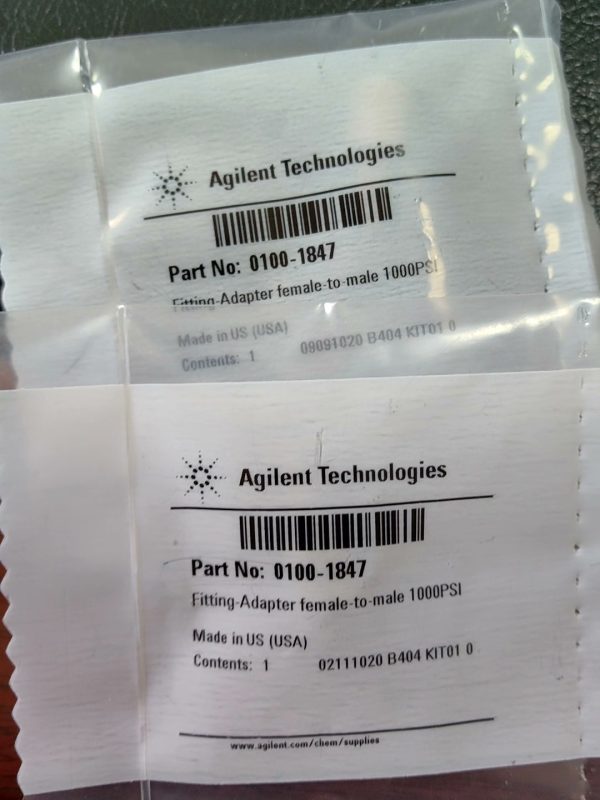 Agilent Technologies
Part No: 0100-1847
Fitting-Adapter female-to-male 1000PSI
Made in US (USA)
Contents: 1 09091020 B404 KIT01 0
Agilent Technologies
Part No: 0100-1847
Fitting-Adapter female-to-male 1000PSI
Made in US (USA)
Contents: 1 02111020 B404 KIT01 0
www.agilent.com/chem/supplies